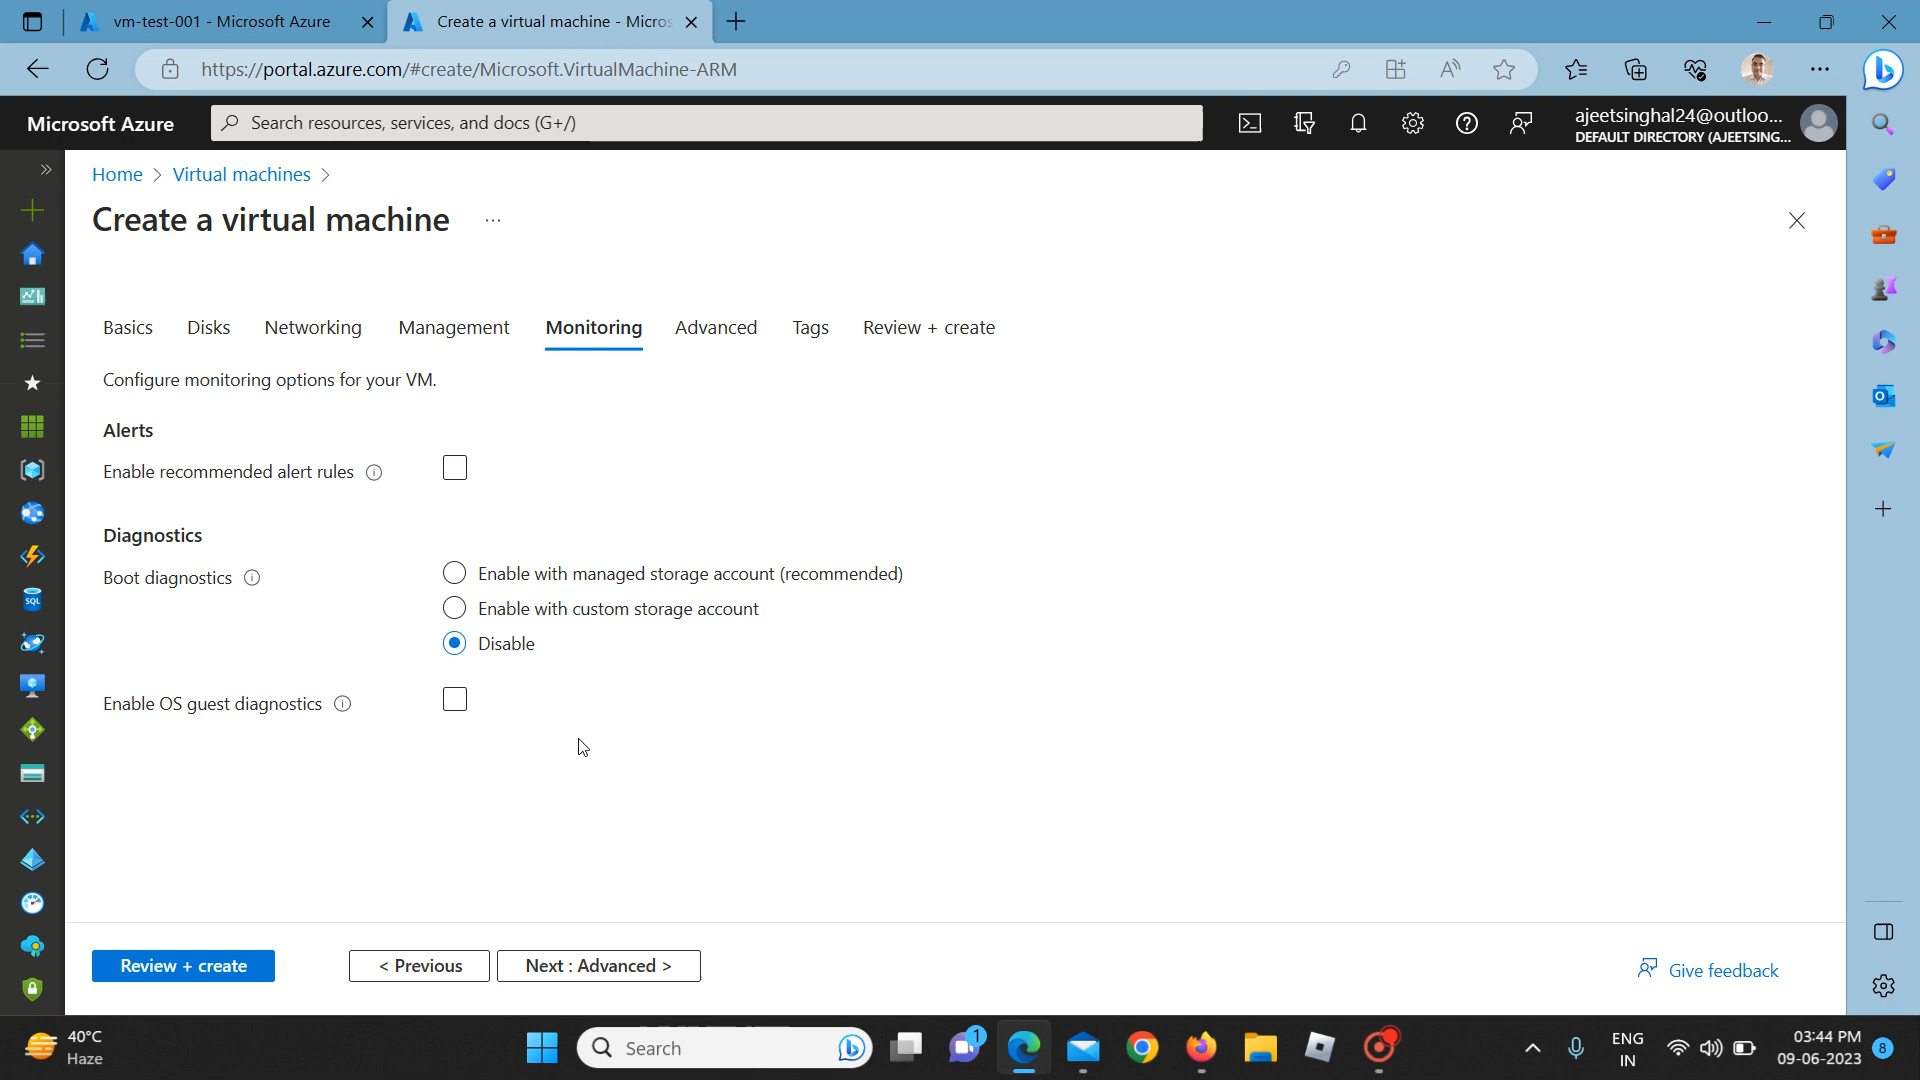 vm-test-001 - Microsoft Azure
Create a virtual machine - Micros
https://portal.azure.com/#create/Microsoft.VirtualMachine-ARM
Microsoft Azure
Search resources, services, and docs (G+/)
ajeetsinghal24@outloo...
DEFAULT DIRECTORY (AJEETSING...
Home > Virtual machines >
Create a virtual machine ...
Basics Disks Networking Management Monitoring Advanced Tags Review + create
Configure monitoring options for your VM.
Alerts
Enable recommended alert rules
Diagnostics
Boot diagnostics
Enable with managed storage account (recommended)
Enable with custom storage account
Disable
Enable OS guest diagnostics
SQL
Review + create
< Previous
Next : Advanced >
Give feedback
40°C
Haze
Search
1
ENG
IN
03:44 PM
09-06-2023
8